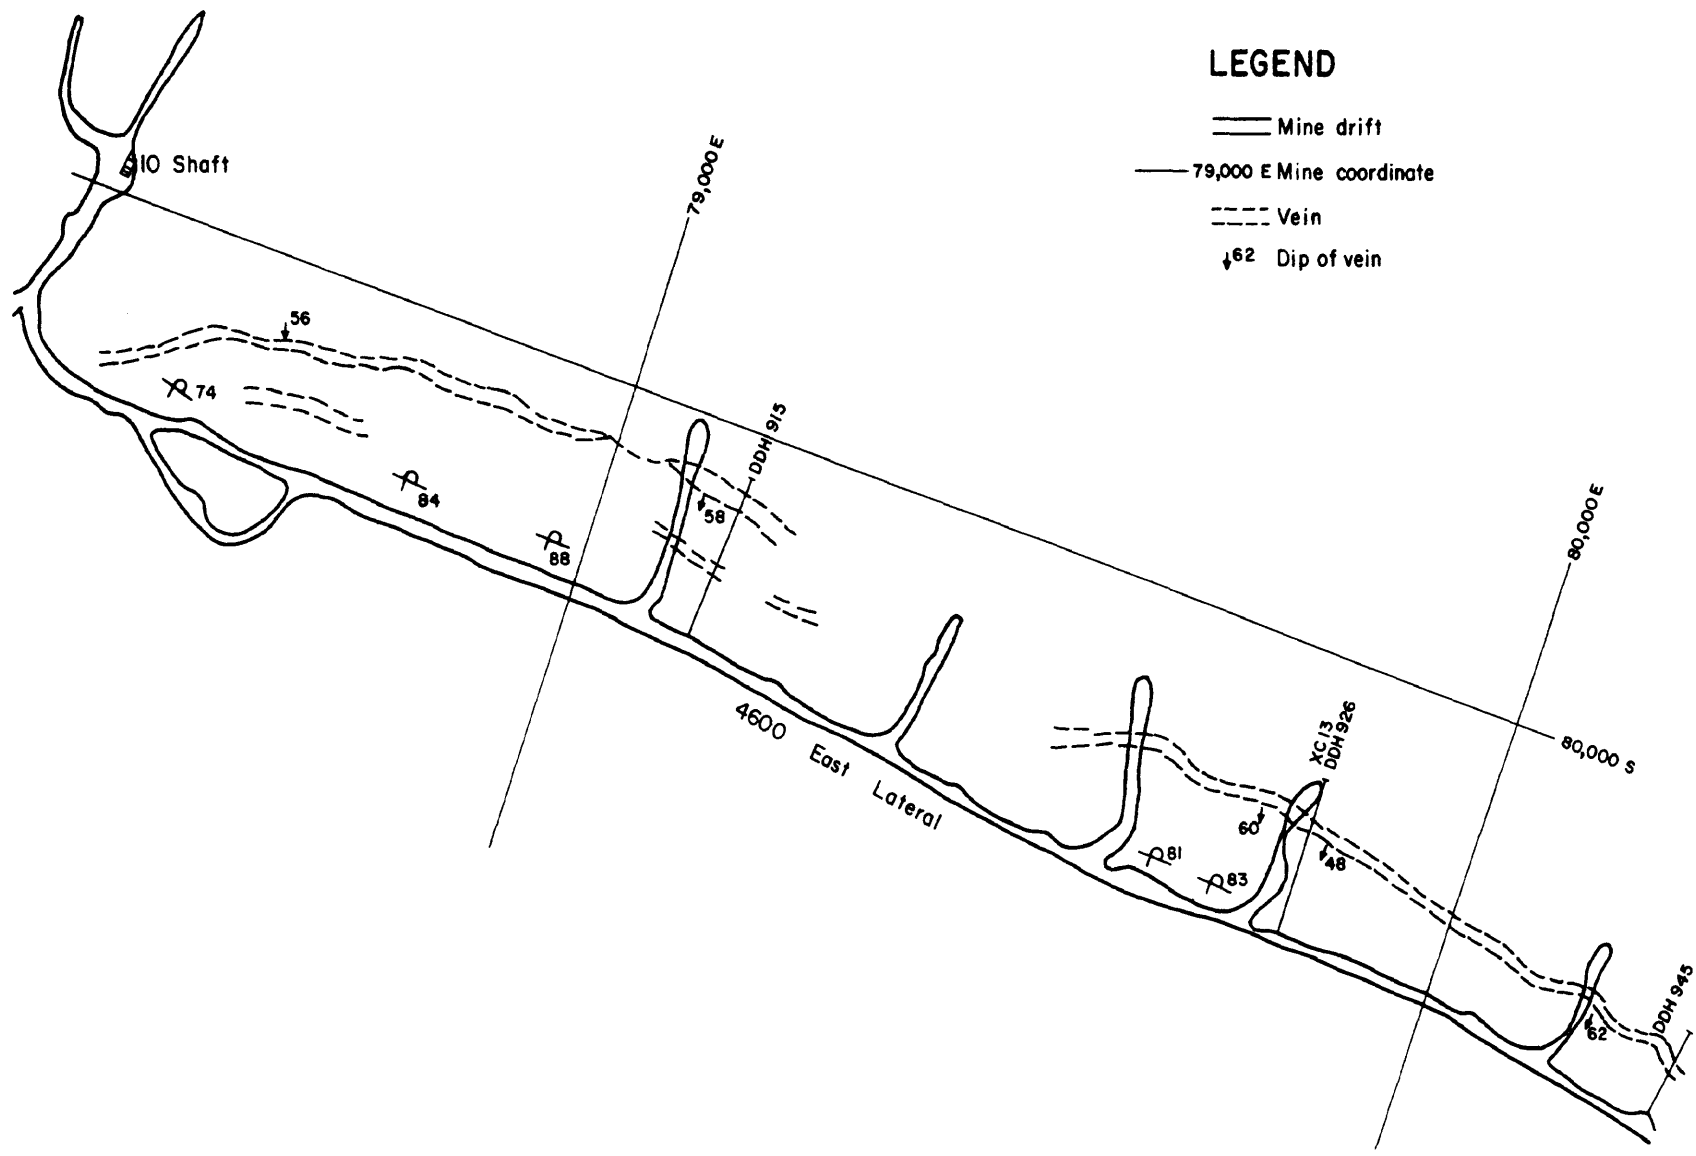 LEGEND
Mine drift
79,000 E Mine coordinate
Vein
62 Dip of vein
10 Shaft
79,000 E
56
74
84
88
DDH 915
58
80,000 E
80,000 S
4600 East Lateral
XC 13
DDH 926
60
48
81
83
62
DDH 945